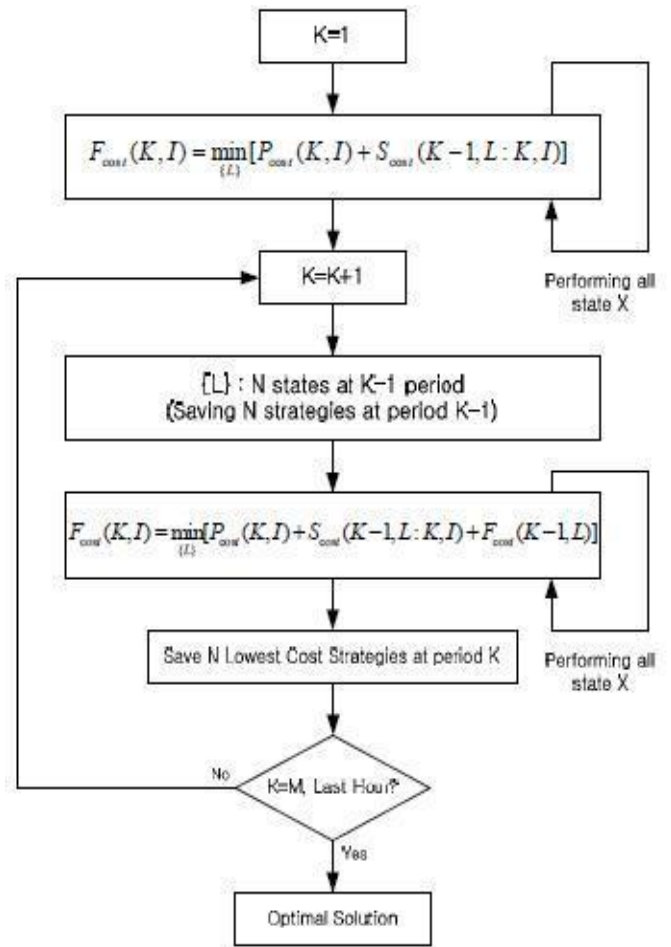 K=1
F_cost(K,I) = min_{L}[P_cost(K,I) + S_cost(K−1,L:K,I)]
Performing all
state X
K=K+1
{L} : N states at K−1 period
(Saving N strategies at period K−1)
F_cost(K,I) = min_{L}[P_cost(K,I) + S_cost(K−1,L:K,I) + F_cost(K−1,L)]
Performing all
state X
Save N Lowest Cost Strategies at period K
No
K=M, Last Hour?
Yes
Optimal Solution